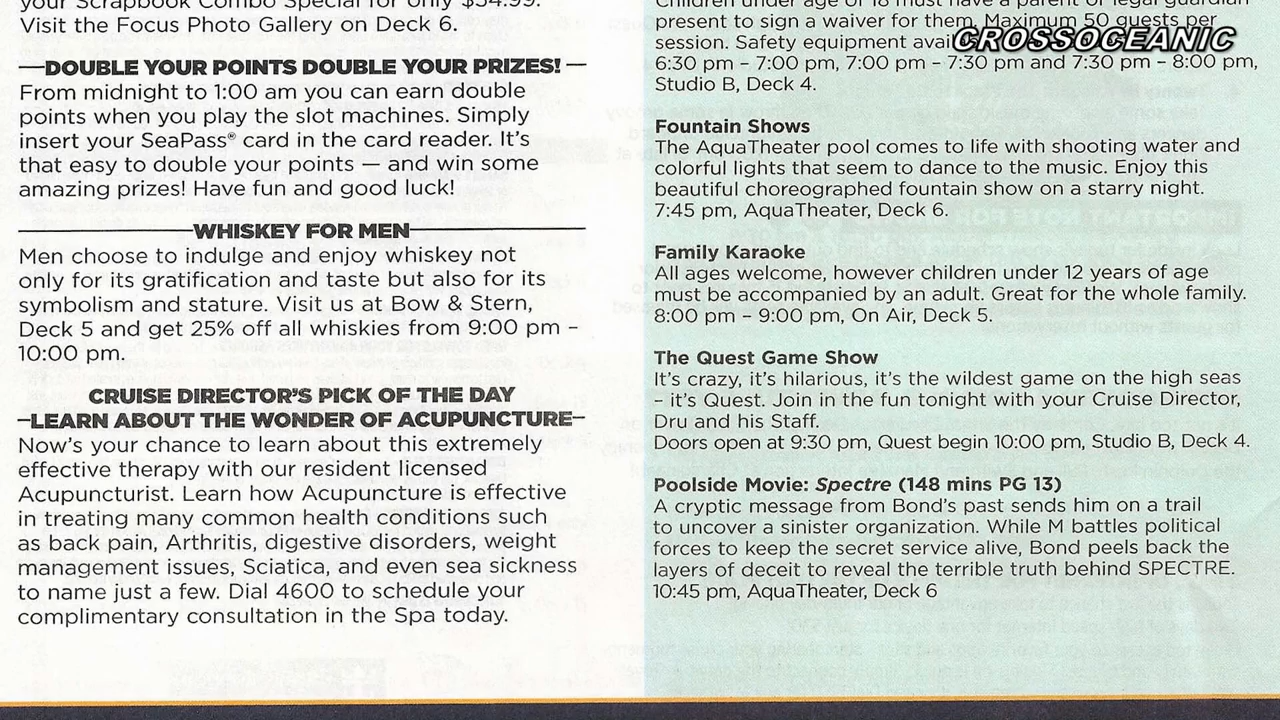 your Scrapbook Combo Special for only $34.99.
Visit the Focus Photo Gallery on Deck 6.
DOUBLE YOUR POINTS DOUBLE YOUR PRIZES!
From midnight to 1:00 am you can earn double
points when you play the slot machines. Simply
insert your SeaPass® card in the card reader. It's
that easy to double your points — and win some
amazing prizes! Have fun and good luck!
WHISKEY FOR MEN
Men choose to indulge and enjoy whiskey not
only for its gratification and taste but also for its
symbolism and stature. Visit us at Bow & Stern,
Deck 5 and get 25% off all whiskies from 9:00 pm –
10:00 pm.
CRUISE DIRECTOR'S PICK OF THE DAY
LEARN ABOUT THE WONDER OF ACUPUNCTURE
Now's your chance to learn about this extremely
effective therapy with our resident licensed
Acupuncturist. Learn how Acupuncture is effective
in treating many common health conditions such
as back pain, Arthritis, digestive disorders, weight
management issues, Sciatica, and even sea sickness
to name just a few. Dial 4600 to schedule your
complimentary consultation in the Spa today.
Children under age of 18 must have a parent or legal guardian
present to sign a waiver for them. Maximum 50 guests per
session. Safety equipment
CROSSOCEANIC
6:30 pm – 7:00 pm, 7:00 pm – 7:30 pm and 7:30 pm – 8:00 pm,
Studio B, Deck 4.
Fountain Shows
The AquaTheater pool comes to life with shooting water and
colorful lights that seem to dance to the music. Enjoy this
beautiful choreographed fountain show on a starry night.
7:45 pm, AquaTheater, Deck 6.
Family Karaoke
All ages welcome, however children under 12 years of age
must be accompanied by an adult. Great for the whole family.
8:00 pm – 9:00 pm, On Air, Deck 5.
The Quest Game Show
It's crazy, it's hilarious, it's the wildest game on the high seas
– it's Quest. Join in the fun tonight with your Cruise Director,
Dru and his Staff.
Doors open at 9:30 pm, Quest begin 10:00 pm, Studio B, Deck 4.
Poolside Movie: Spectre (148 mins PG 13)
A cryptic message from Bond's past sends him on a trail
to uncover a sinister organization. While M battles political
forces to keep the secret service alive, Bond peels back the
layers of deceit to reveal the terrible truth behind SPECTRE.
10:45 pm, AquaTheater, Deck 6